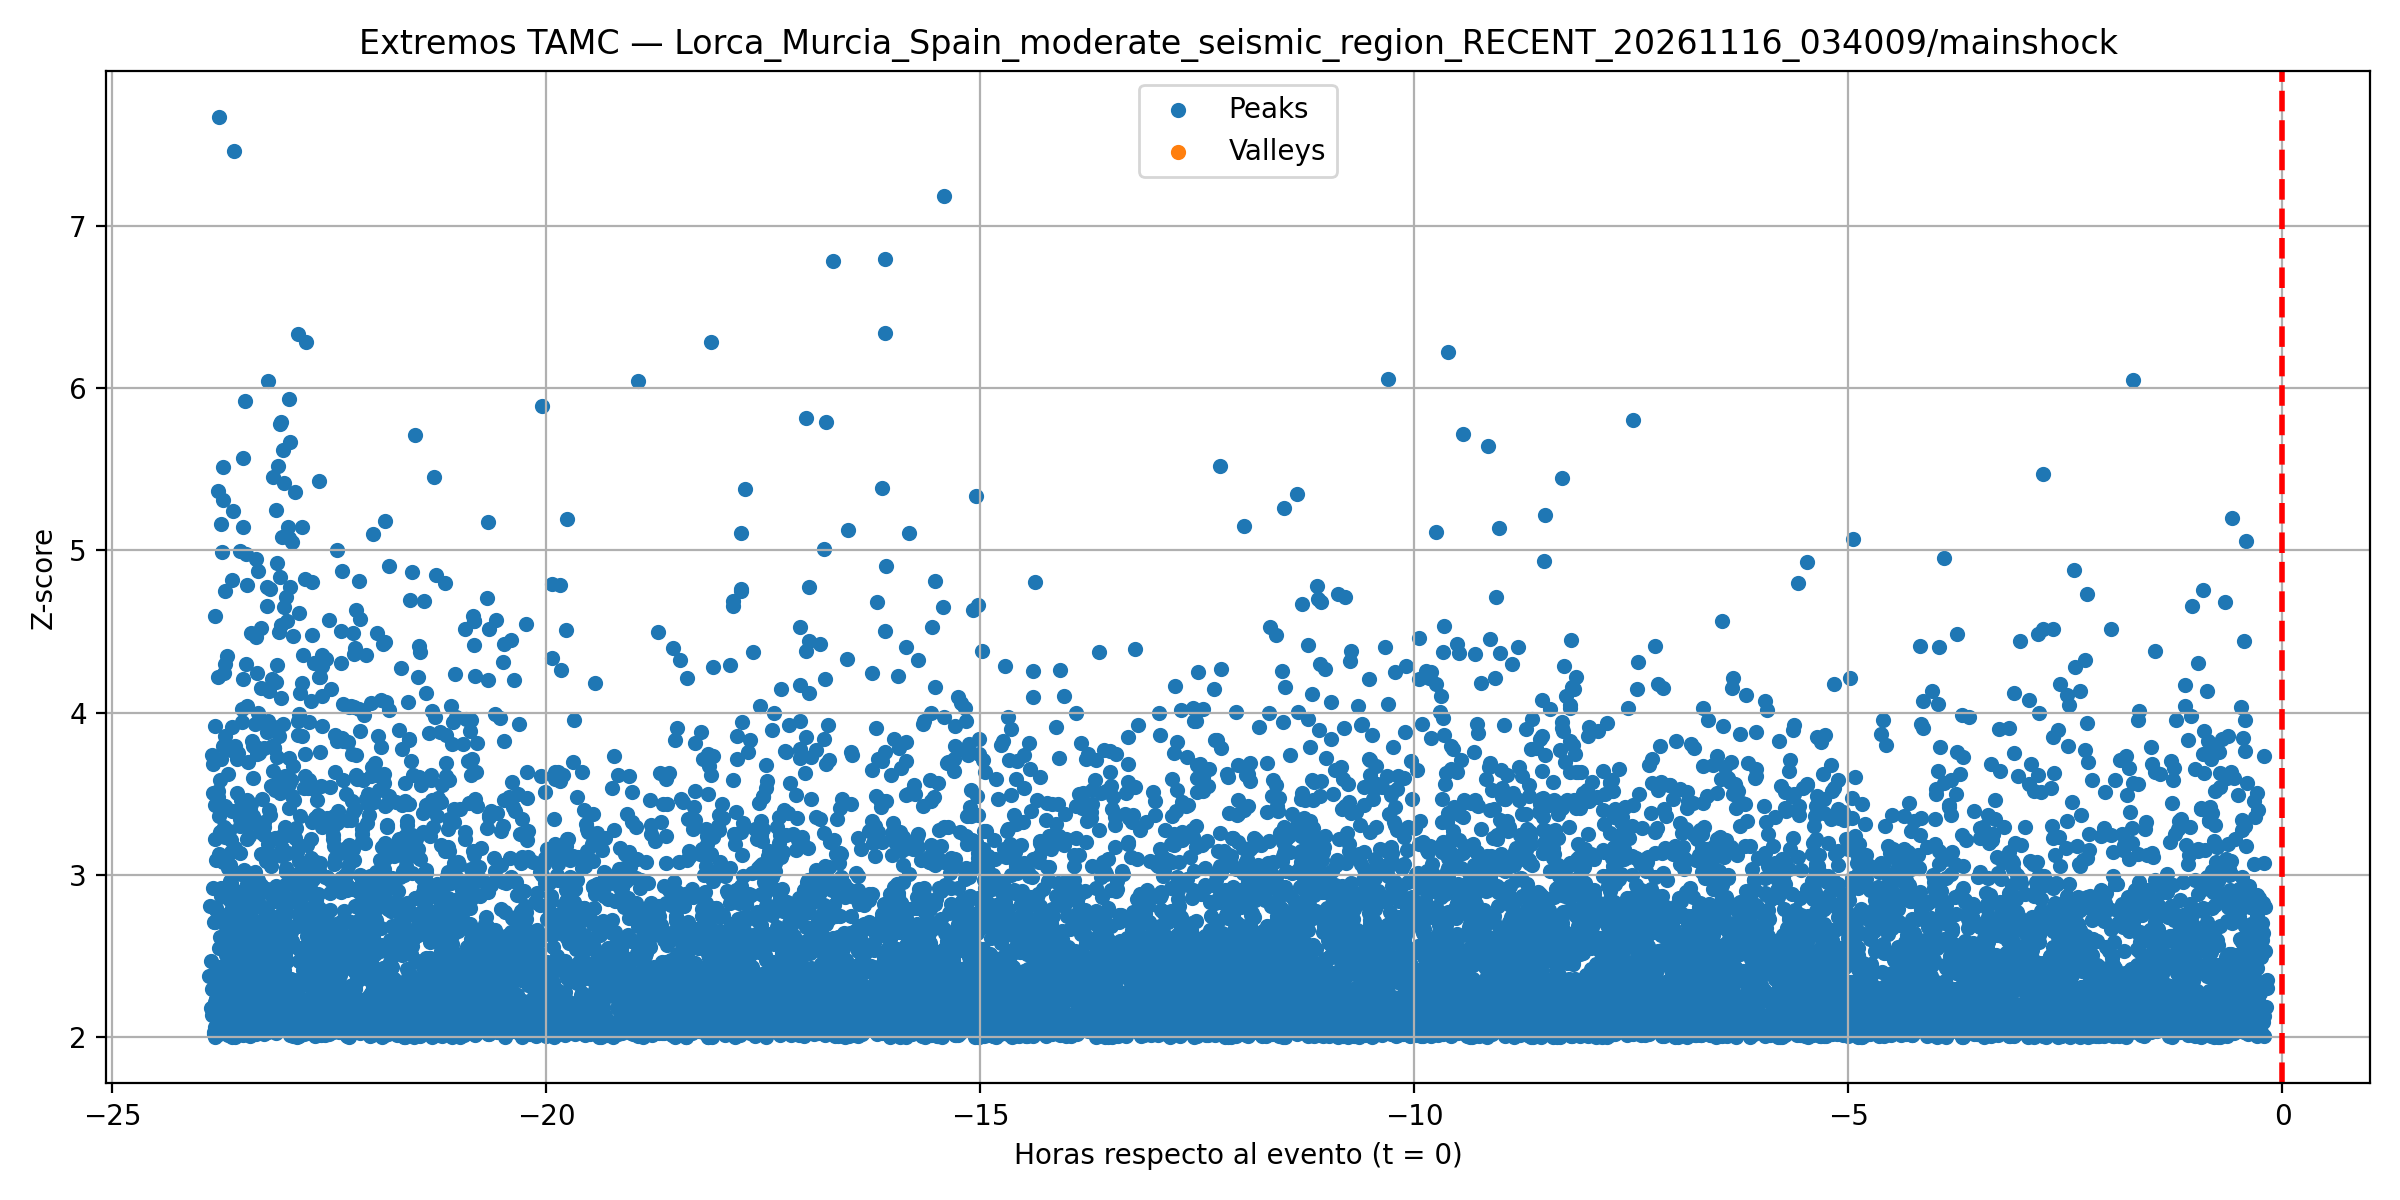 Extremos TAMC — Lorca_Murcia_Spain_moderate_seismic_region_RECENT_20261116_034009/mainshock
Peaks
Valleys
Z-score
7
6
5
4
3
2
−25
−20
−15
−10
−5
0
Horas respecto al evento (t = 0)